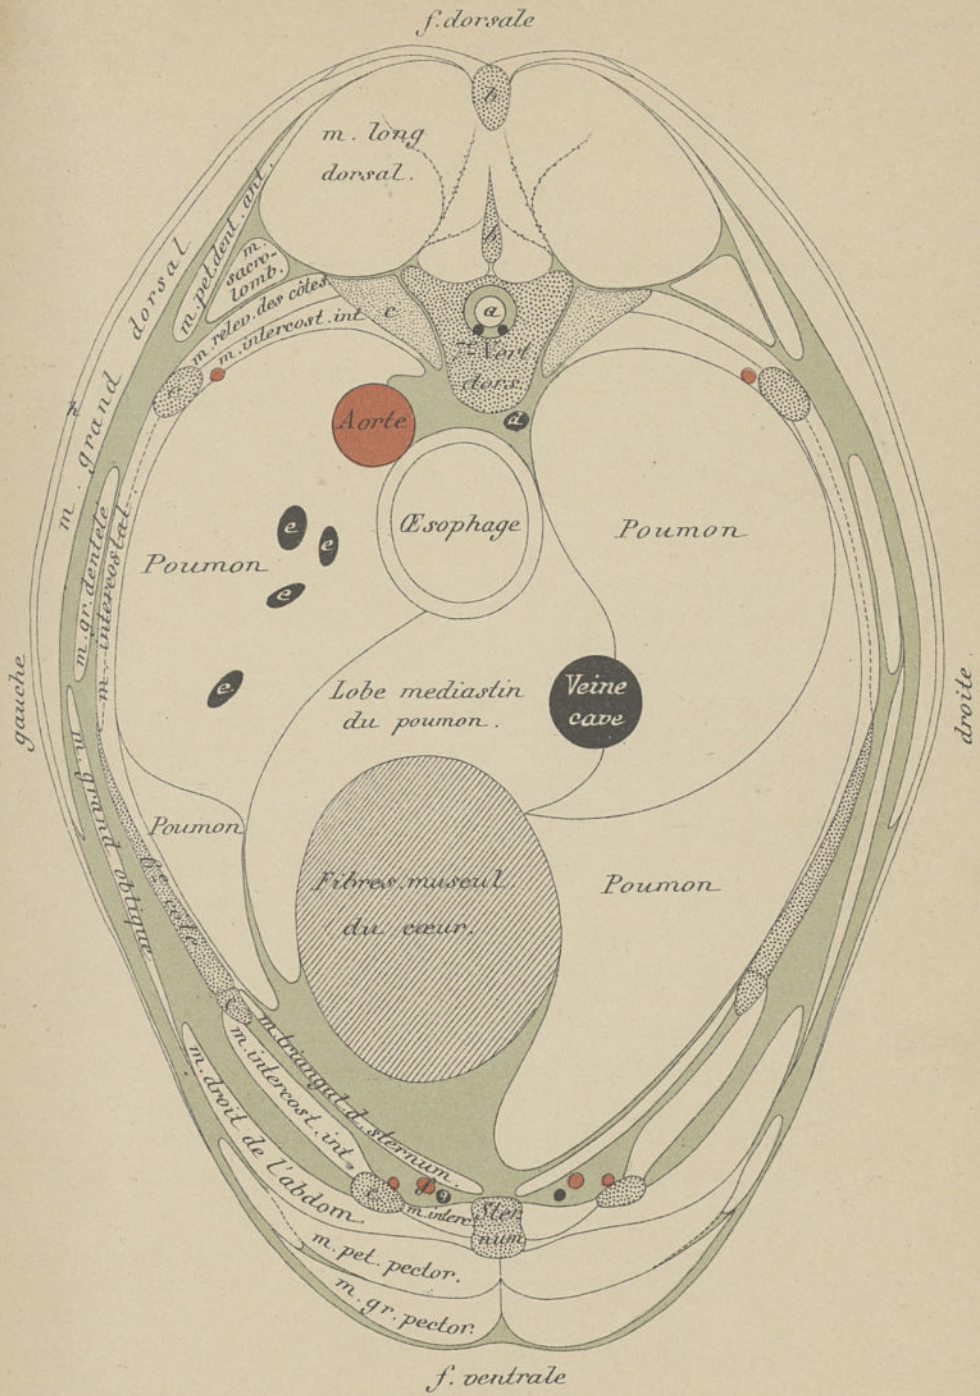 f. dorsale
b
m. long
dorsal.
b
m. pet. dent. ant.
m.
sacro-
lomb.
m. relev. des côtes
m. intercost. int
c
a
7e Vert
dors.
m. grand dorsal
h
c
Aorte
d
Œsophage
Poumon
Poumon
e
e
e
e
m. gr. dentelé
m. intercostal
gauche
droite
Lobe mediastin
du poumon.
Veine
cave
Poumon
Fibres muscul.
du cœur.
Poumon
m. grand oblique
6e cote
c
m. triangul. d. sternum.
m. intercost. int.
m. droit de l'abdom.
c
g
g
m. interc.
Ster
num
m. pet. pector.
m. gr. pector.
f. ventrale